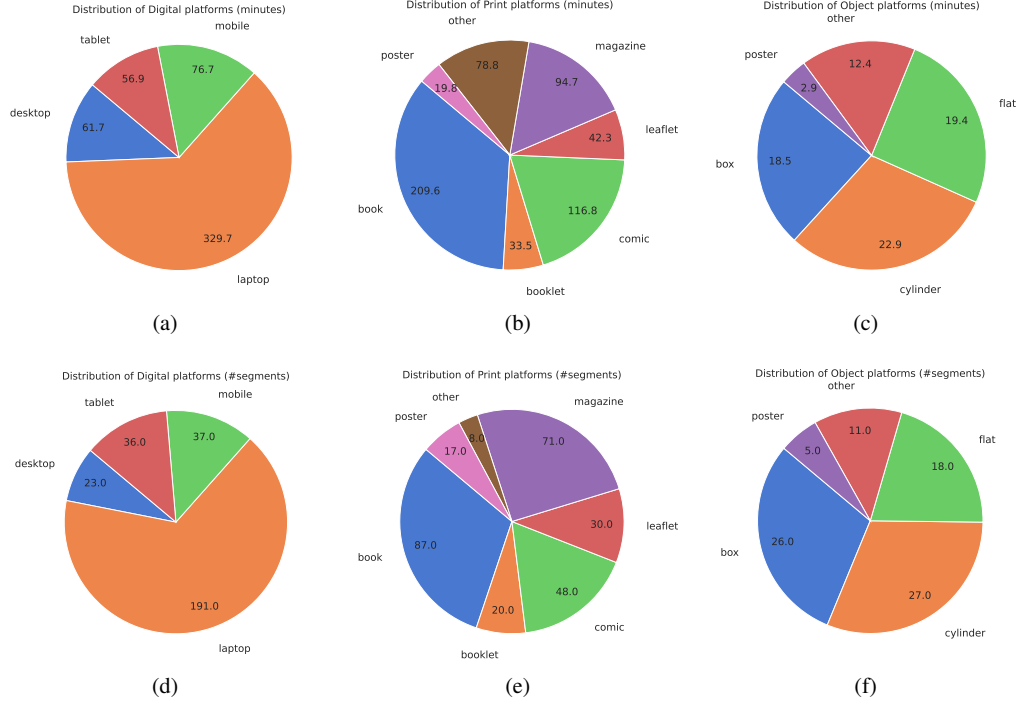 Distribution of Digital platforms (minutes)
mobile
tablet
76.7
56.9
desktop
61.7
329.7
laptop
(a)
Distribution of Print platforms (minutes)
other
magazine
poster
78.8
94.7
19.8
leaflet
42.3
209.6
book
116.8
33.5
comic
booklet
(b)
Distribution of Object platforms (minutes)
other
poster
12.4
2.9
flat
19.4
box
18.5
22.9
cylinder
(c)
Distribution of Digital platforms (#segments)
mobile
tablet
36.0
37.0
desktop
23.0
191.0
laptop
(d)
Distribution of Print platforms (#segments)
other
magazine
poster
8.0
71.0
17.0
leaflet
30.0
87.0
book
48.0
20.0
comic
booklet
(e)
Distribution of Object platforms (#segments)
other
poster
11.0
5.0
flat
18.0
box
26.0
27.0
cylinder
(f)